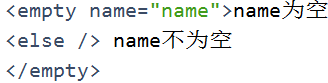 <empty name="name">name为空
<else /> name不为空
</empty>